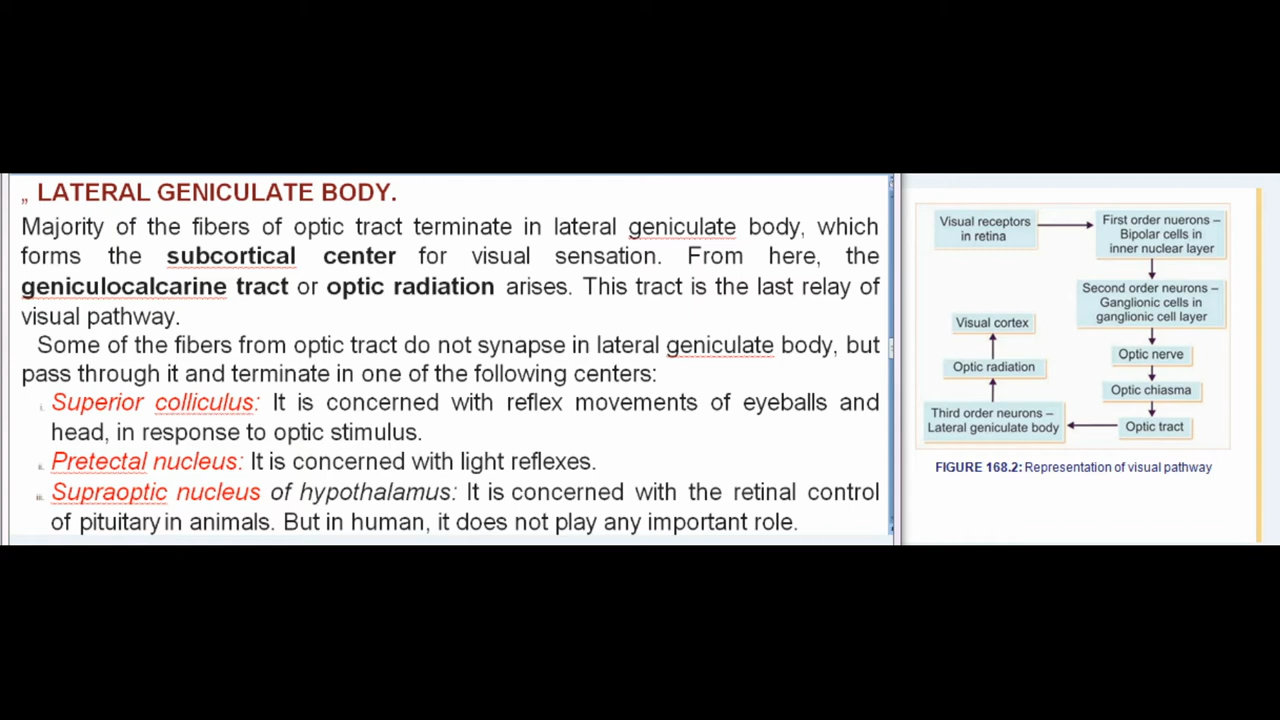 „ LATERAL GENICULATE BODY.
Majority of the fibers of optic tract terminate in lateral geniculate body, which
forms the subcortical center for visual sensation. From here, the
geniculocalcarine tract or optic radiation arises. This tract is the last relay of
visual pathway.
Some of the fibers from optic tract do not synapse in lateral geniculate body, but
pass through it and terminate in one of the following centers:
i. Superior colliculus: It is concerned with reflex movements of eyeballs and
head, in response to optic stimulus.
ii. Pretectal nucleus: It is concerned with light reflexes.
iii. Supraoptic nucleus of hypothalamus: It is concerned with the retinal control
of pituitary in animals. But in human, it does not play any important role.
Visual receptors
in retina
First order nuerons –
Bipolar cells in
inner nuclear layer
Second order neurons –
Ganglionic cells in
ganglionic cell layer
Optic nerve
Optic chiasma
Optic tract
Third order neurons –
Lateral geniculate body
Optic radiation
Visual cortex
FIGURE 168.2: Representation of visual pathway